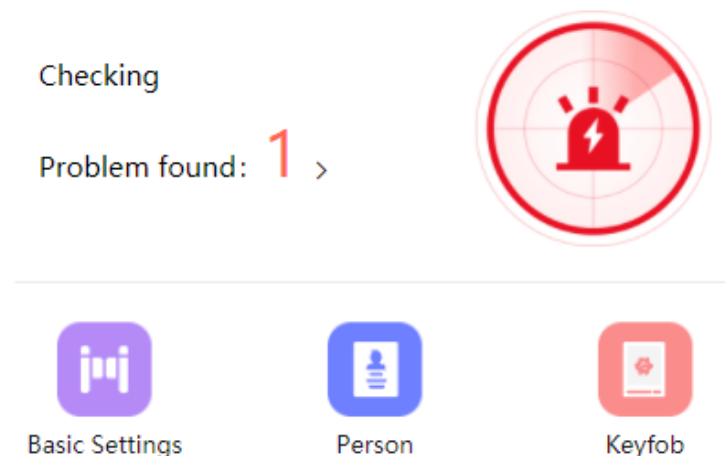 Checking
Problem found: 1 >
Basic Settings
Person
Keyfob